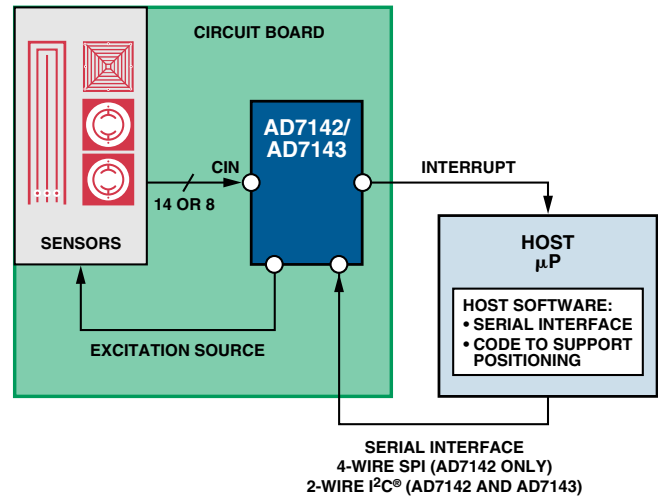 CIRCUIT BOARD
AD7142/
AD7143
CIN
14 OR 8
SENSORS
EXCITATION SOURCE
INTERRUPT
HOST
μP
HOST SOFTWARE:
• SERIAL INTERFACE
• CODE TO SUPPORT
POSITIONING
SERIAL INTERFACE
4-WIRE SPI (AD7142 ONLY)
2-WIRE I²C® (AD7142 AND AD7143)